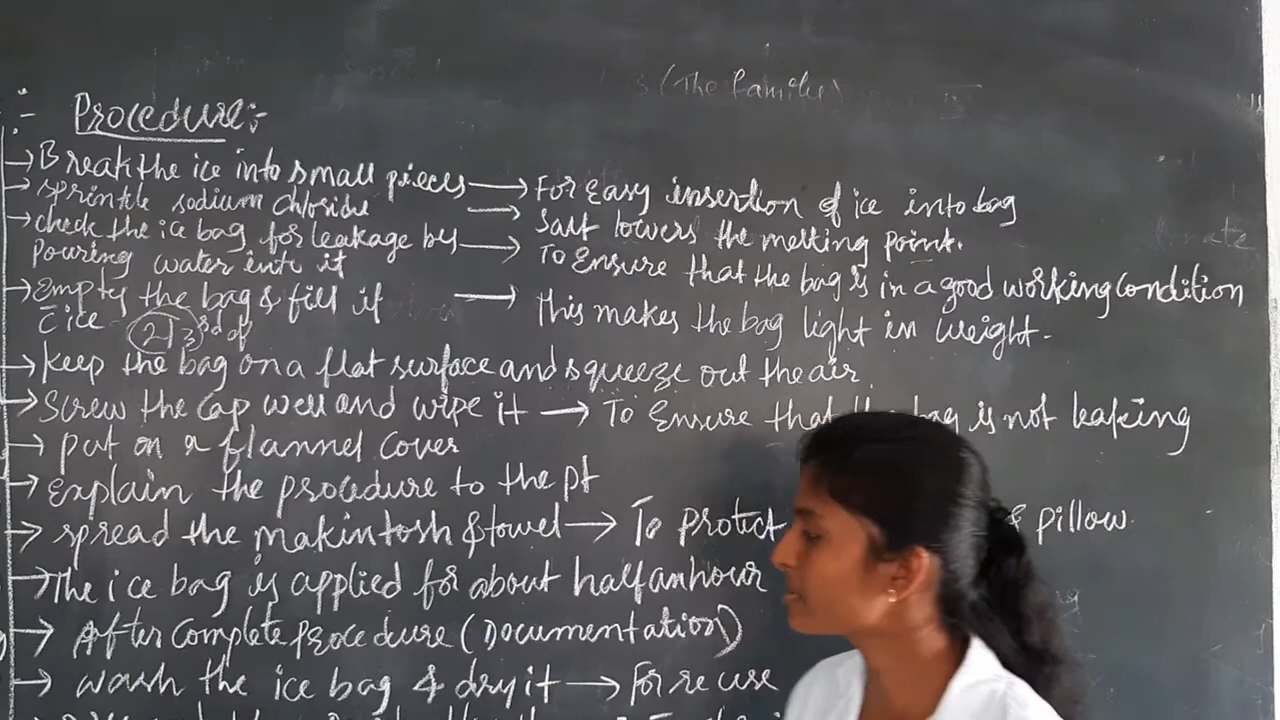 (The family)
:- Procedure:-
→ Break the ice into small pieces → For Easy insertion of ice into bag
→ sprinkle sodium chloride → Salt lowers the melting point.
→ check the ice bag for leakage by → To Ensure that the bag is in a good working condition
pouring water into it
→ Empty the bag & fill it → This makes the bag light in weight.
c̄ ice 2/3rd of
→ keep the bag on a flat surface and squeeze out the air.
→ Screw the cap well and wipe it → To Ensure that the bag is not leaking
→ put on a flannel cover
→ Explain the procedure to the pt
→ spread the makintosh & towel → To protect & pillow.
→ The ice bag is applied for about half an hour
→ After complete procedure (Documentation)
→ wash the ice bag & dry it → For re use